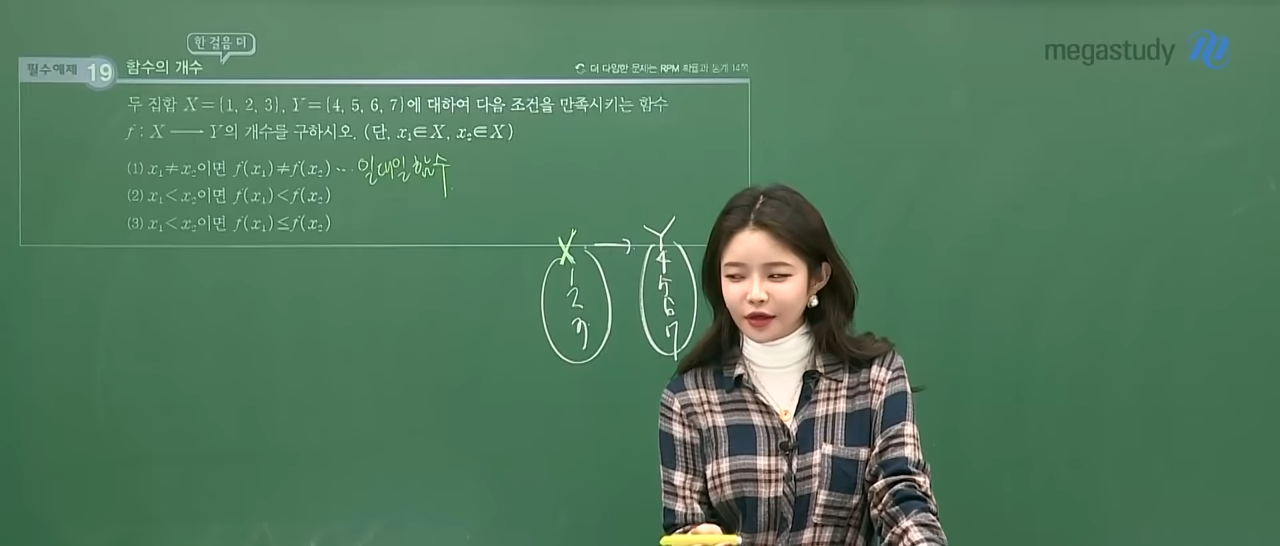 한 걸음 더
megastudy
필수예제 19 함수의 개수
더 다양한 문제는 RPM 확률과 통계 14쪽
두 집합 X={1, 2, 3}, Y={4, 5, 6, 7}에 대하여 다음 조건을 만족시키는 함수
f : X ⟶ Y의 개수를 구하시오. (단, x₁∈X, x₂∈X)
(1) x₁≠x₂이면 f(x₁)≠f(x₂) … 일대일함수
(2) x₁<x₂이면 f(x₁)<f(x₂)
(3) x₁<x₂이면 f(x₁)≤f(x₂)
X → Y
1 4
2 5
3 6
7